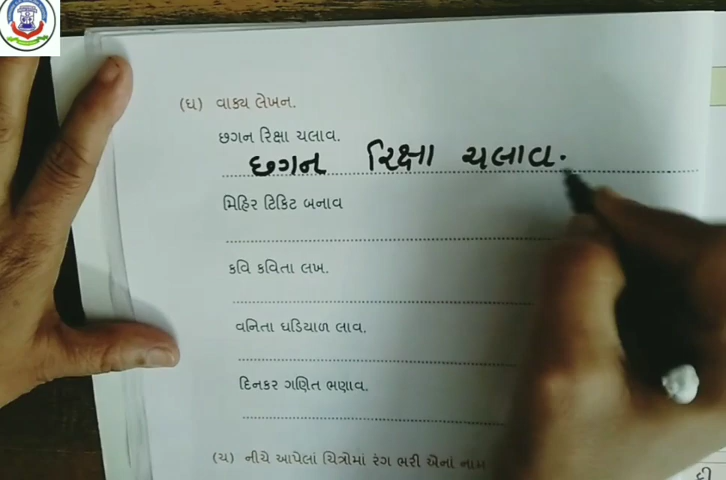 (ઘ) વાક્ય લેખન.
છગન રિક્ષા ચલાવ.
છગન રિક્ષા ચલાવ.
મિહિર ટિકિટ બનાવ
કવિ કવિતા લખ.
વનિતા ઘડિયાળ લાવ.
દિનકર ગણિત ભણાવ.
(ચ) નીચે આપેલાં ચિત્રોમાં રંગ ભરી એનાં નામ